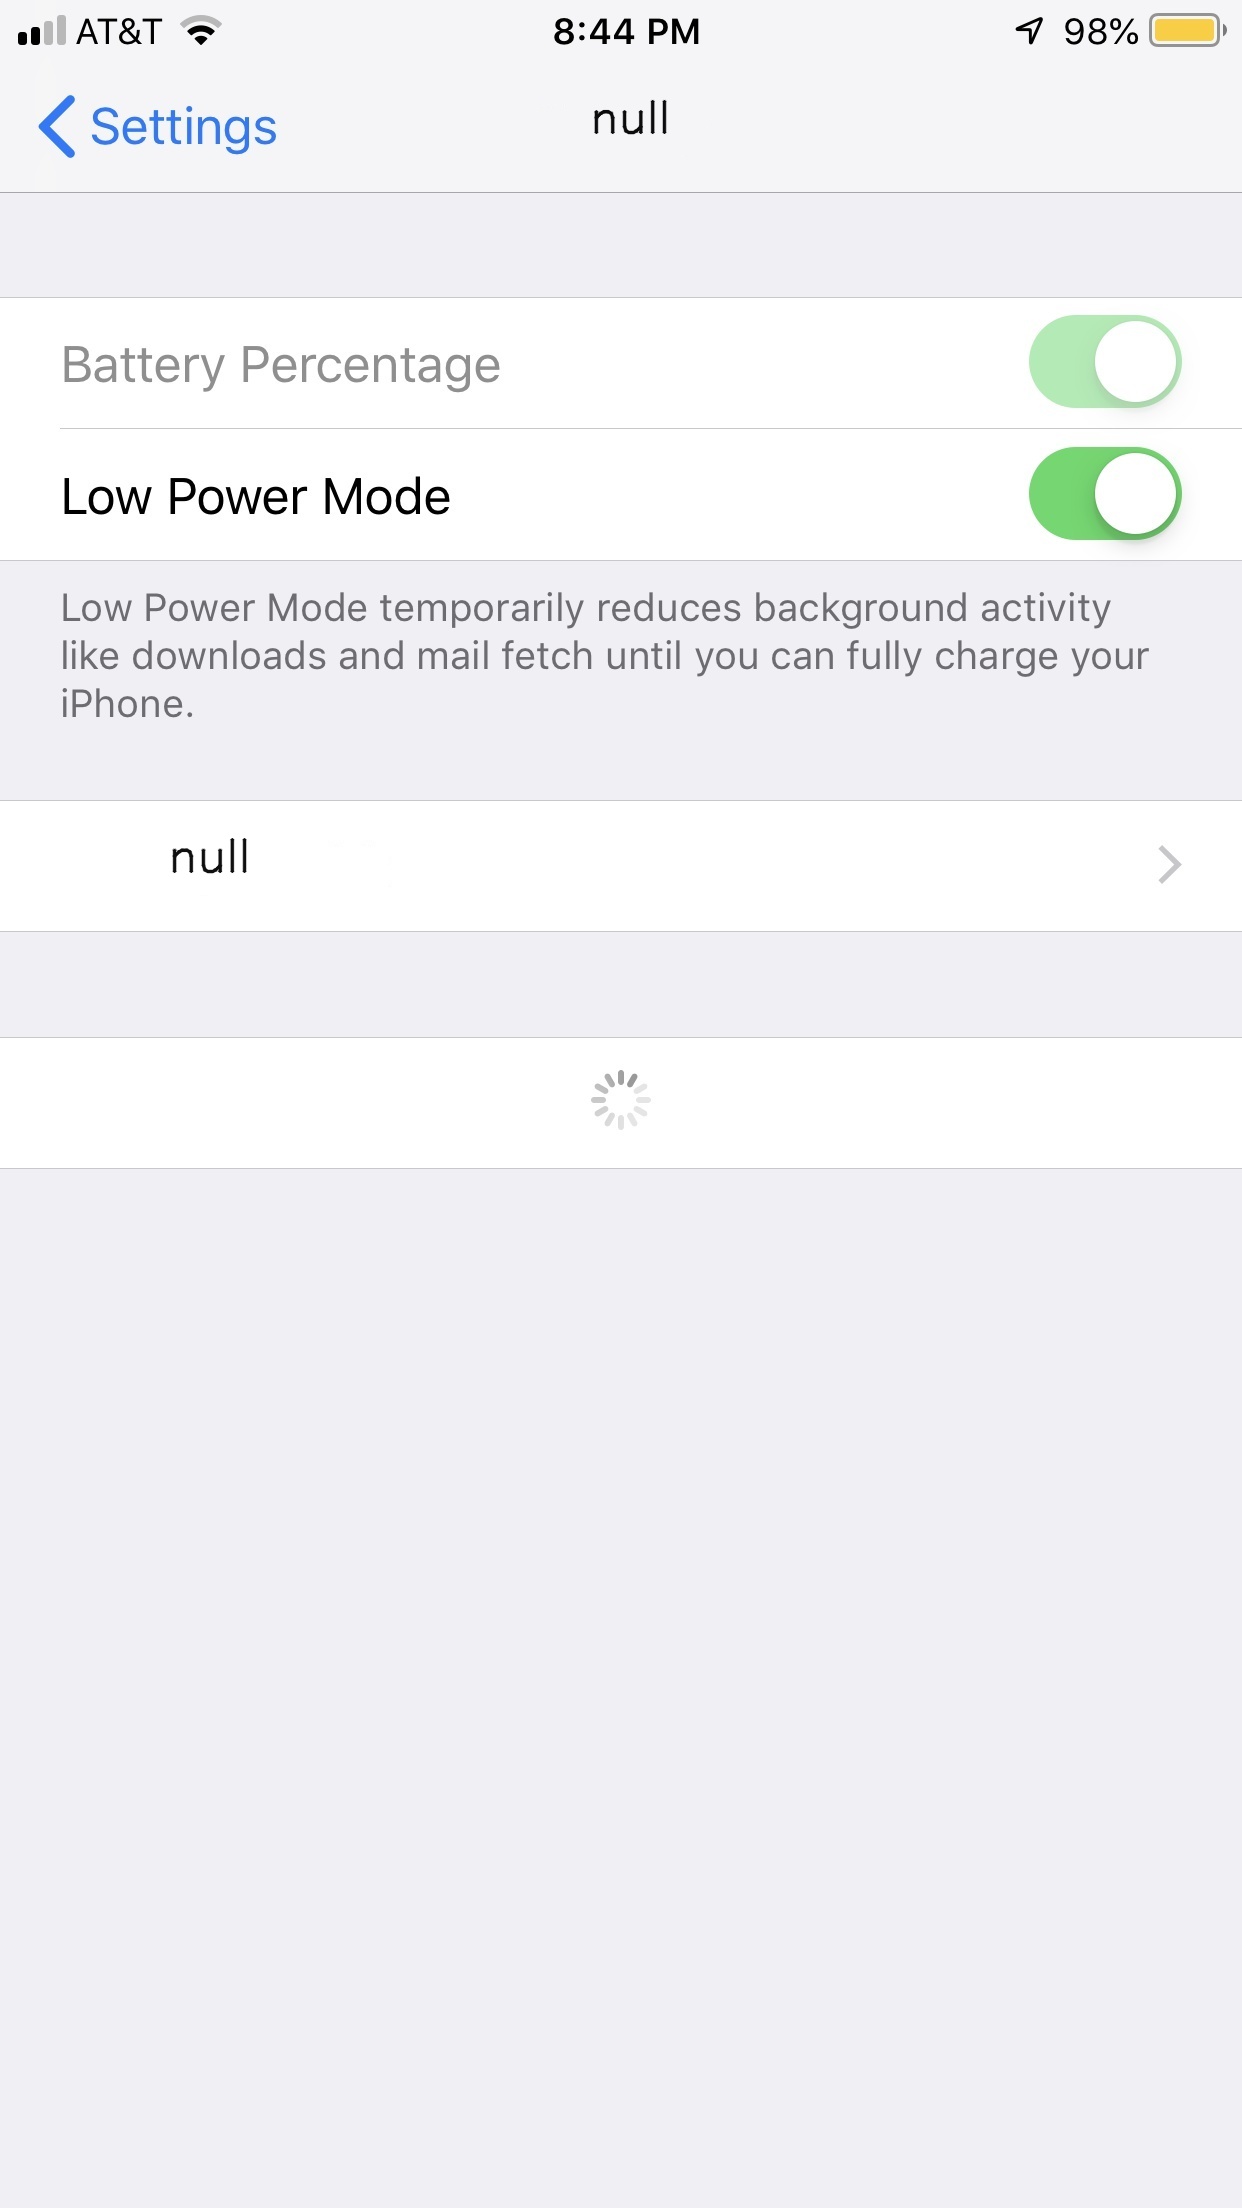 AT&T 8:44 PM 98%
Settings null
Battery Percentage
Low Power Mode
Low Power Mode temporarily reduces background activity
like downloads and mail fetch until you can fully charge your
iPhone.
null